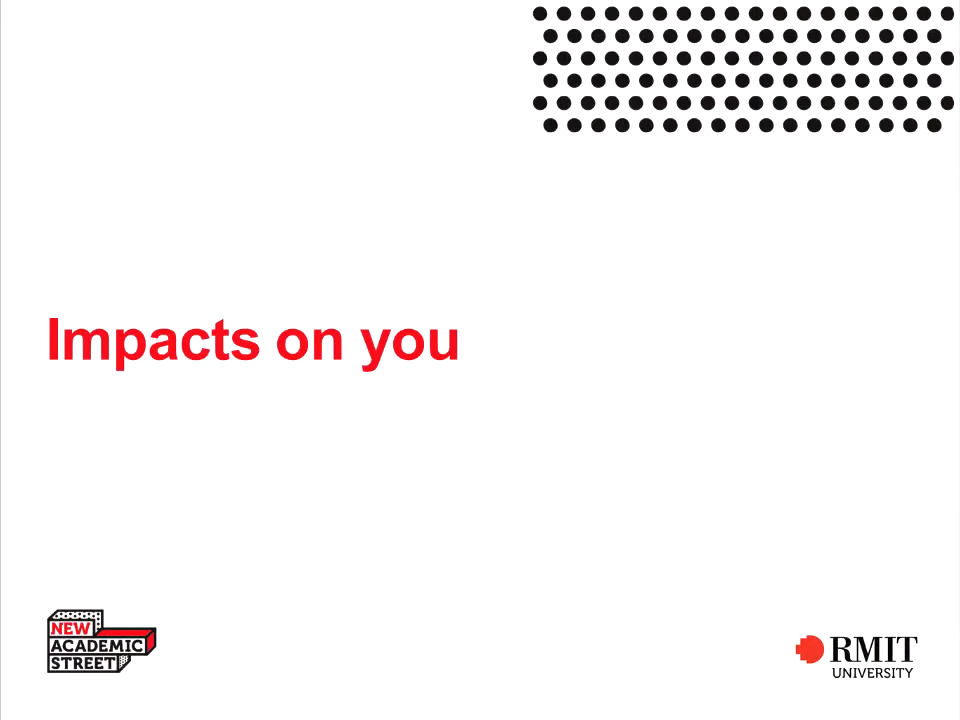 Impacts on you
NEW
ACADEMIC
STREET
RMIT
UNIVERSITY